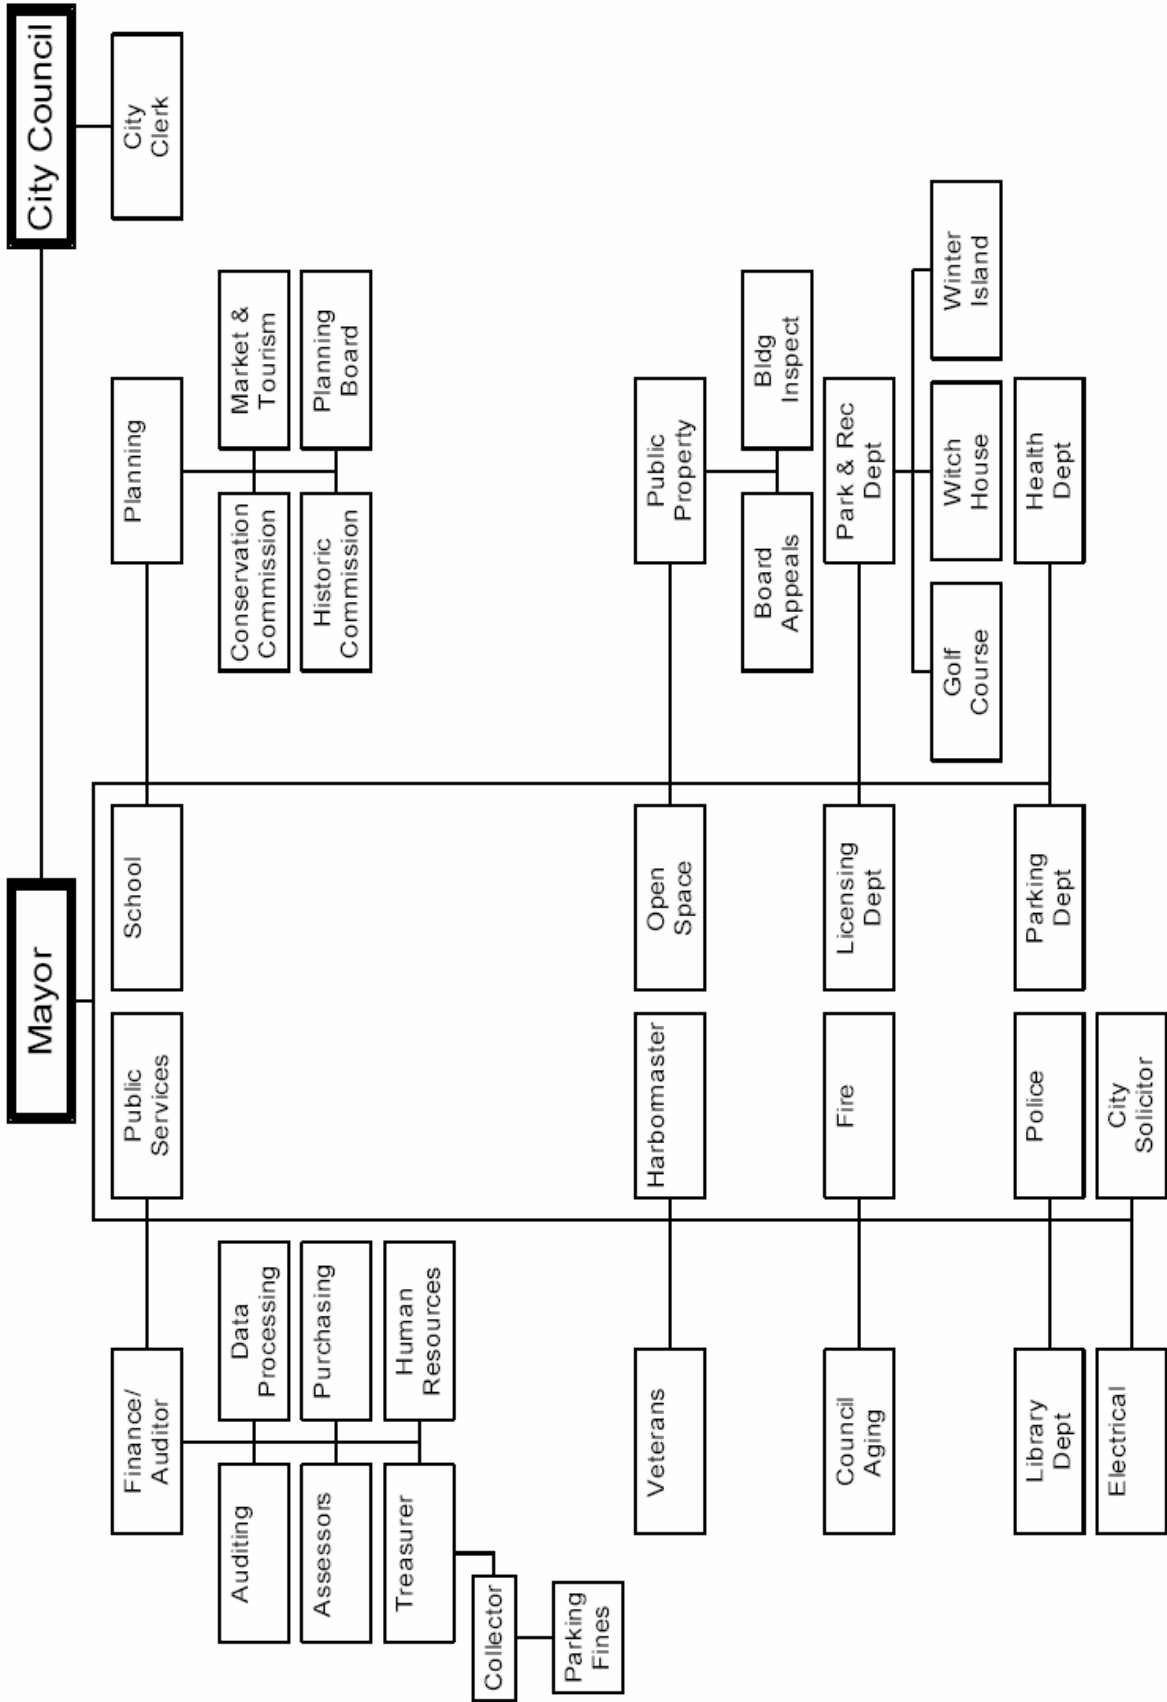 Mayor
City Council
Finance/
Auditor
Public
Services
School
Planning
City
Clerk
Auditing
Data
Processing
Conservation
Commission
Market &
Tourism
Assessors
Purchasing
Historic
Commission
Planning
Board
Treasurer
Human
Resources
Collector
Parking
Fines
Veterans
Harbormaster
Open
Space
Public
Property
Board
Appeals
Bldg
Inspect
Council
Aging
Fire
Licensing
Dept
Park & Rec
Dept
Golf
Course
Witch
House
Winter
Island
Library
Dept
Police
Parking
Dept
Health
Dept
Electrical
City
Solicitor